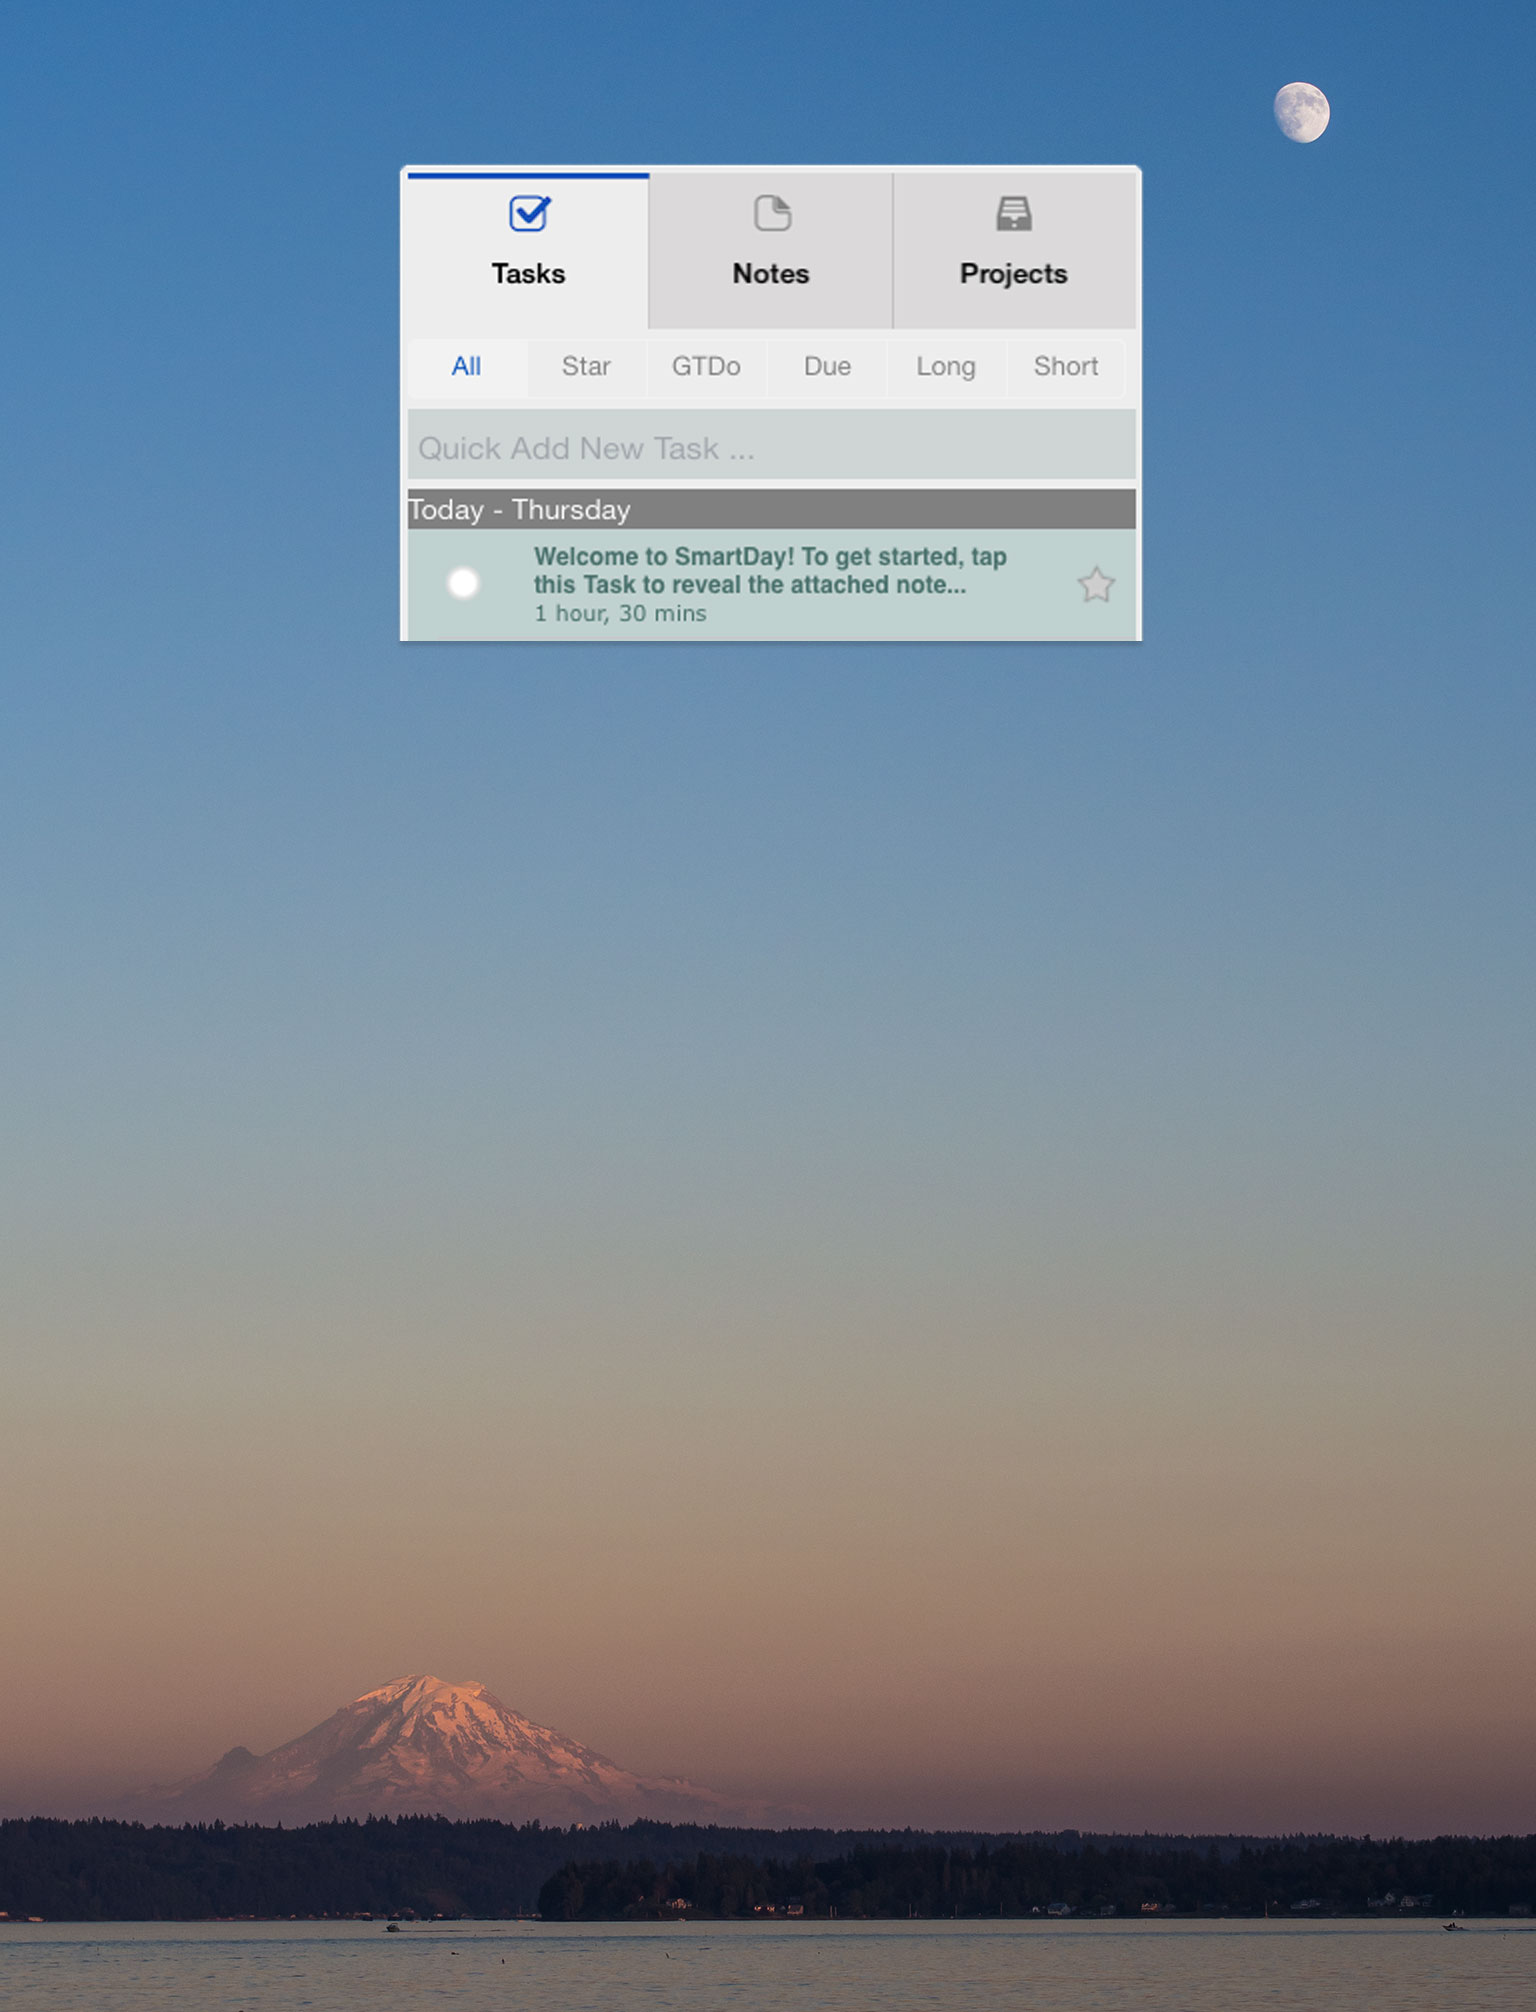 Tasks
Notes
Projects
All
Star
GTDo
Due
Long
Short
Quick Add New Task ...
Today - Thursday
Welcome to SmartDay! To get started, tap
this Task to reveal the attached note...
1 hour, 30 mins